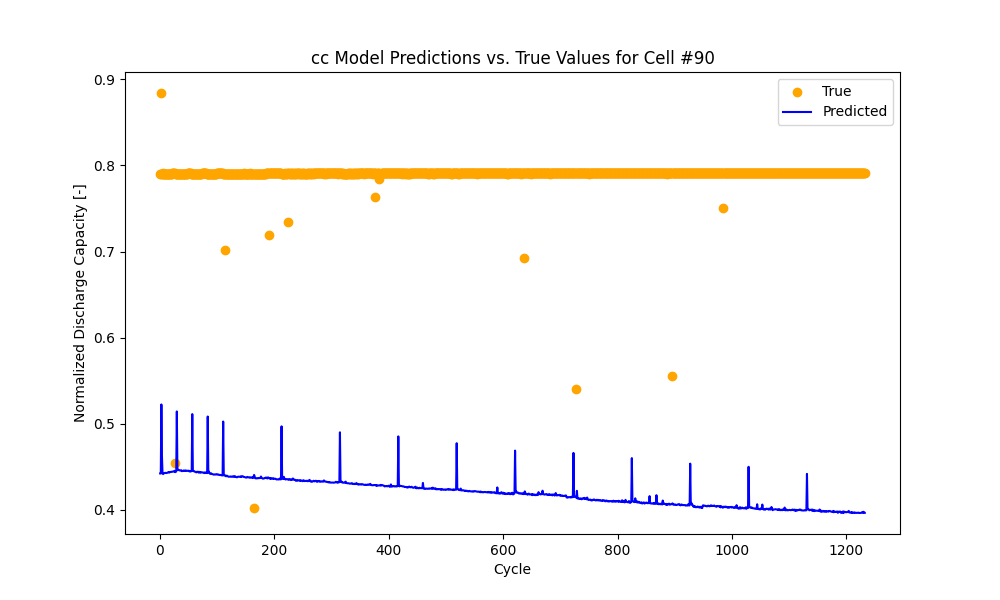 cc Model Predictions vs. True Values for Cell #90
True
Predicted
Normalized Discharge Capacity [-]
0.9
0.8
0.7
0.6
0.5
0.4
0
200
400
600
800
1000
1200
Cycle